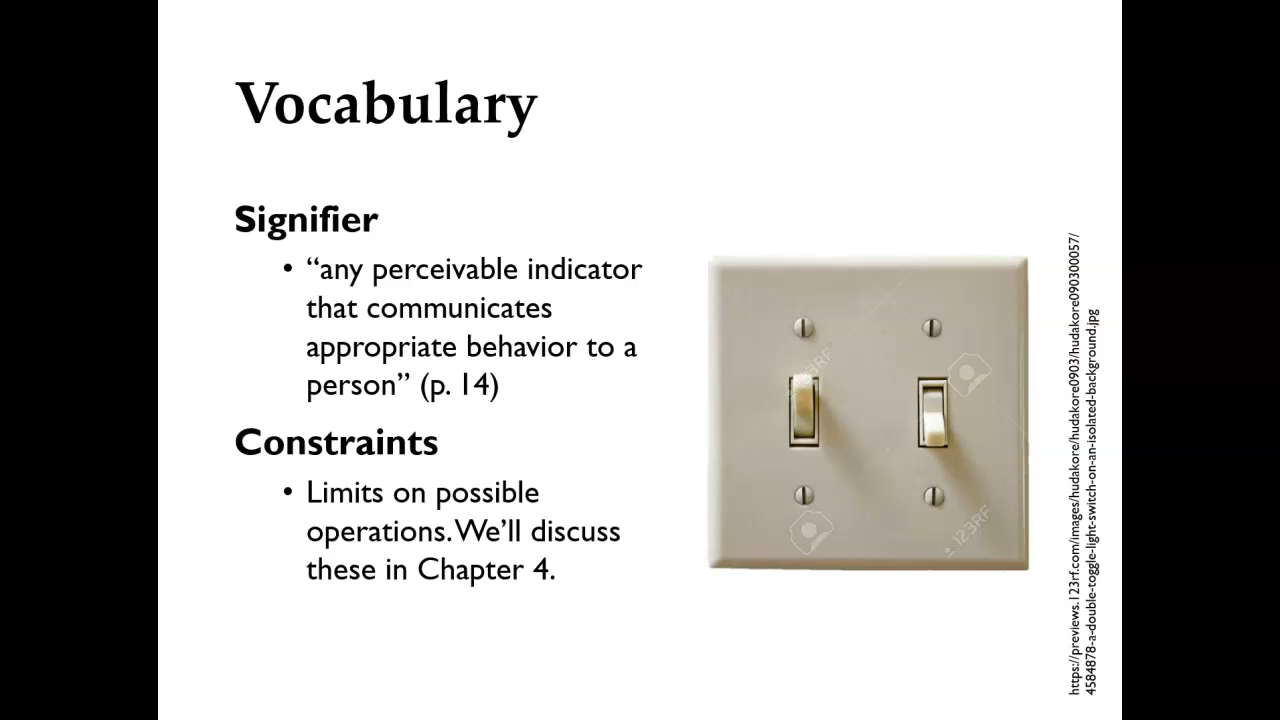 Vocabulary
Signifier
• “any perceivable indicator
that communicates
appropriate behavior to a
person” (p. 14)
Constraints
• Limits on possible
operations. We’ll discuss
these in Chapter 4.
123RF
123RF
https://previews.123rf.com/images/hudakore/hudakore0903/hudakore090300057/
4584878-a-double-toggle-light-switch-on-an-isolated-background.jpg